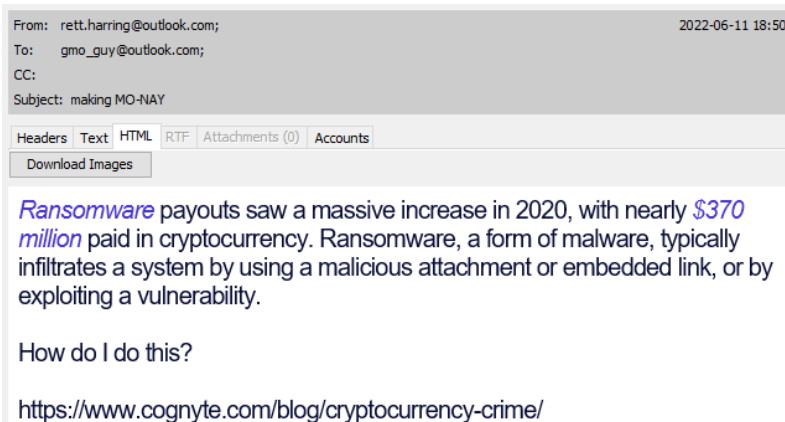 From: rett.harring@outlook.com; 2022-06-11 18:50
To: gmo_guy@outlook.com;
CC:
Subject: making MO-NAY
Headers Text HTML RTF Attachments (0) Accounts
Download Images
Ransomware payouts saw a massive increase in 2020, with nearly $370
million paid in cryptocurrency. Ransomware, a form of malware, typically
infiltrates a system by using a malicious attachment or embedded link, or by
exploiting a vulnerability.
How do I do this?
https://www.cognyte.com/blog/cryptocurrency-crime/